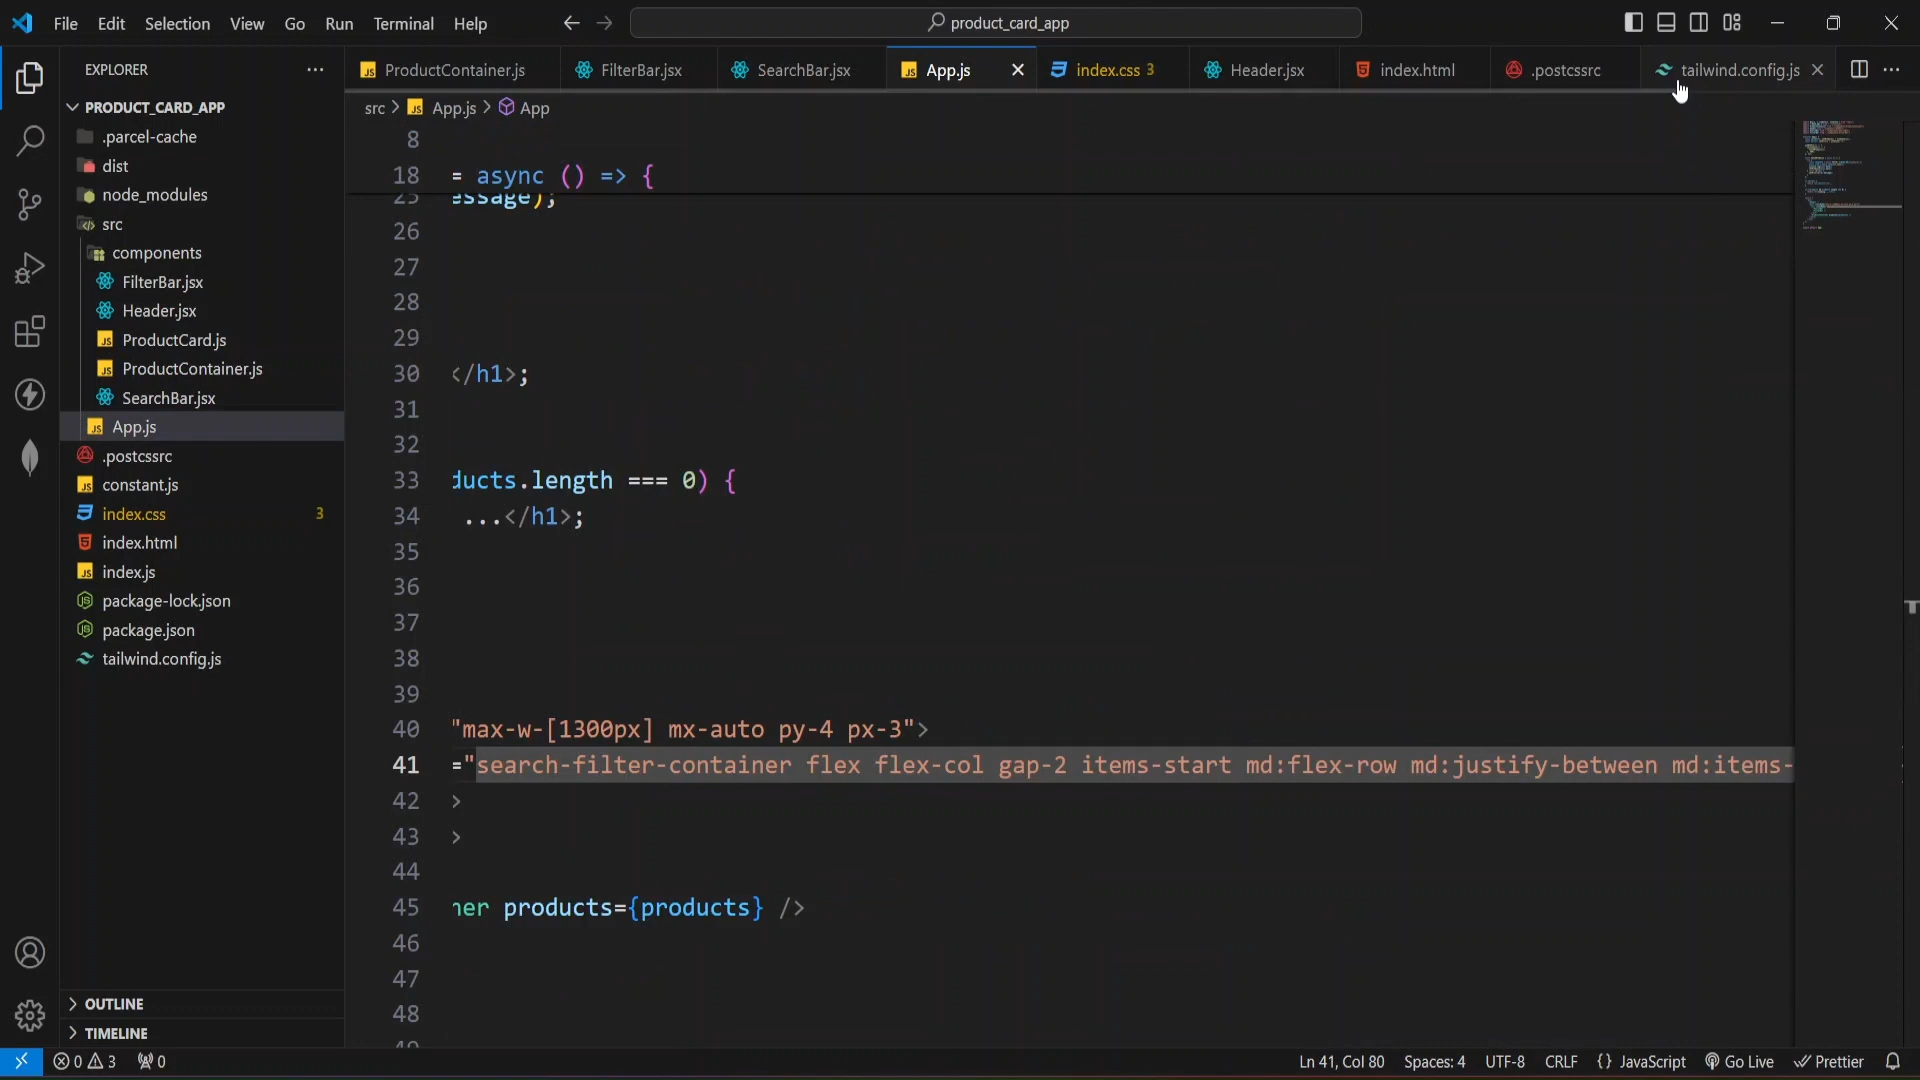 File Edit Selection View Go Run Terminal Help
product_card_app
EXPLORER
PRODUCT_CARD_APP
.parcel-cache
dist
node_modules
src
components
FilterBar.jsx
Header.jsx
ProductCard.js
ProductContainer.js
SearchBar.jsx
App.js
.postcssrc
constant.js
index.css 3
index.html
index.js
package-lock.json
package.json
tailwind.config.js
OUTLINE
TIMELINE
ProductContainer.js FilterBar.jsx SearchBar.jsx App.js index.css 3 Header.jsx index.html .postcssrc tailwind.config.js
src > App.js > App
8
18 = async () => {
25 essage);
26
27
28
29
30 </h1>;
31
32
33 ducts.length === 0) {
34 ...</h1>;
35
36
37
38
39
40 "max-w-[1300px] mx-auto py-4 px-3">
41 ="search-filter-container flex flex-col gap-2 items-start md:flex-row md:justify-between md:items-
42 >
43 >
44
45 ner products={products} />
46
47
48
49
0 3 0 Ln 41, Col 80 Spaces: 4 UTF-8 CRLF {} JavaScript Go Live Prettier